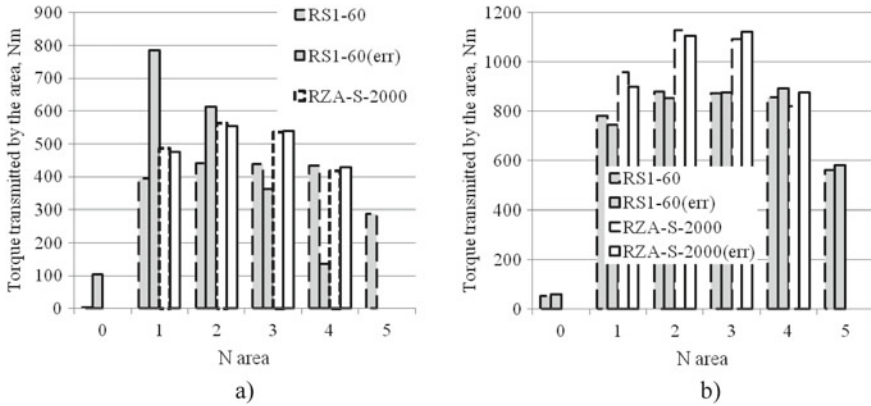 Torque transmitted by the area, Nm
900
800
700
600
500
400
300
200
100
0
RS1-60
RS1-60(err)
RZA-S-2000
0 1 2 3 4 5
N area
a)
Torque transmitted by the area, Nm
1200
1000
800
600
400
200
0
RS1-60
RS1-60(err)
RZA-S-2000
RZA-S-2000(err)
0 1 2 3 4 5
N area
b)